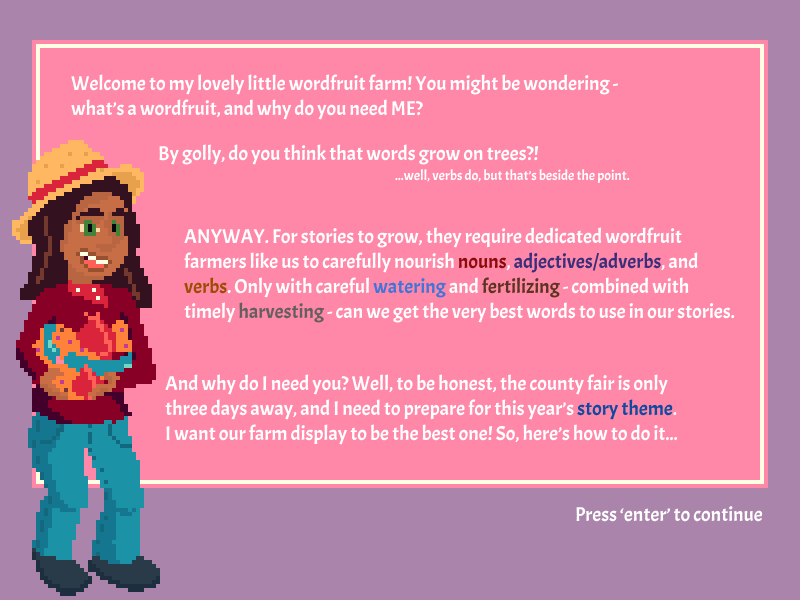 Welcome to my lovely little wordfruit farm! You might be wondering -
what's a wordfruit, and why do you need ME?
By golly, do you think that words grow on trees?!
...well, verbs do, but that's beside the point.
ANYWAY. For stories to grow, they require dedicated wordfruit
farmers like us to carefully nourish nouns, adjectives/adverbs, and
verbs. Only with careful watering and fertilizing - combined with
timely harvesting - can we get the very best words to use in our stories.
And why do I need you? Well, to be honest, the county fair is only
three days away, and I need to prepare for this year's story theme.
I want our farm display to be the best one! So, here's how to do it...
Press 'enter' to continue